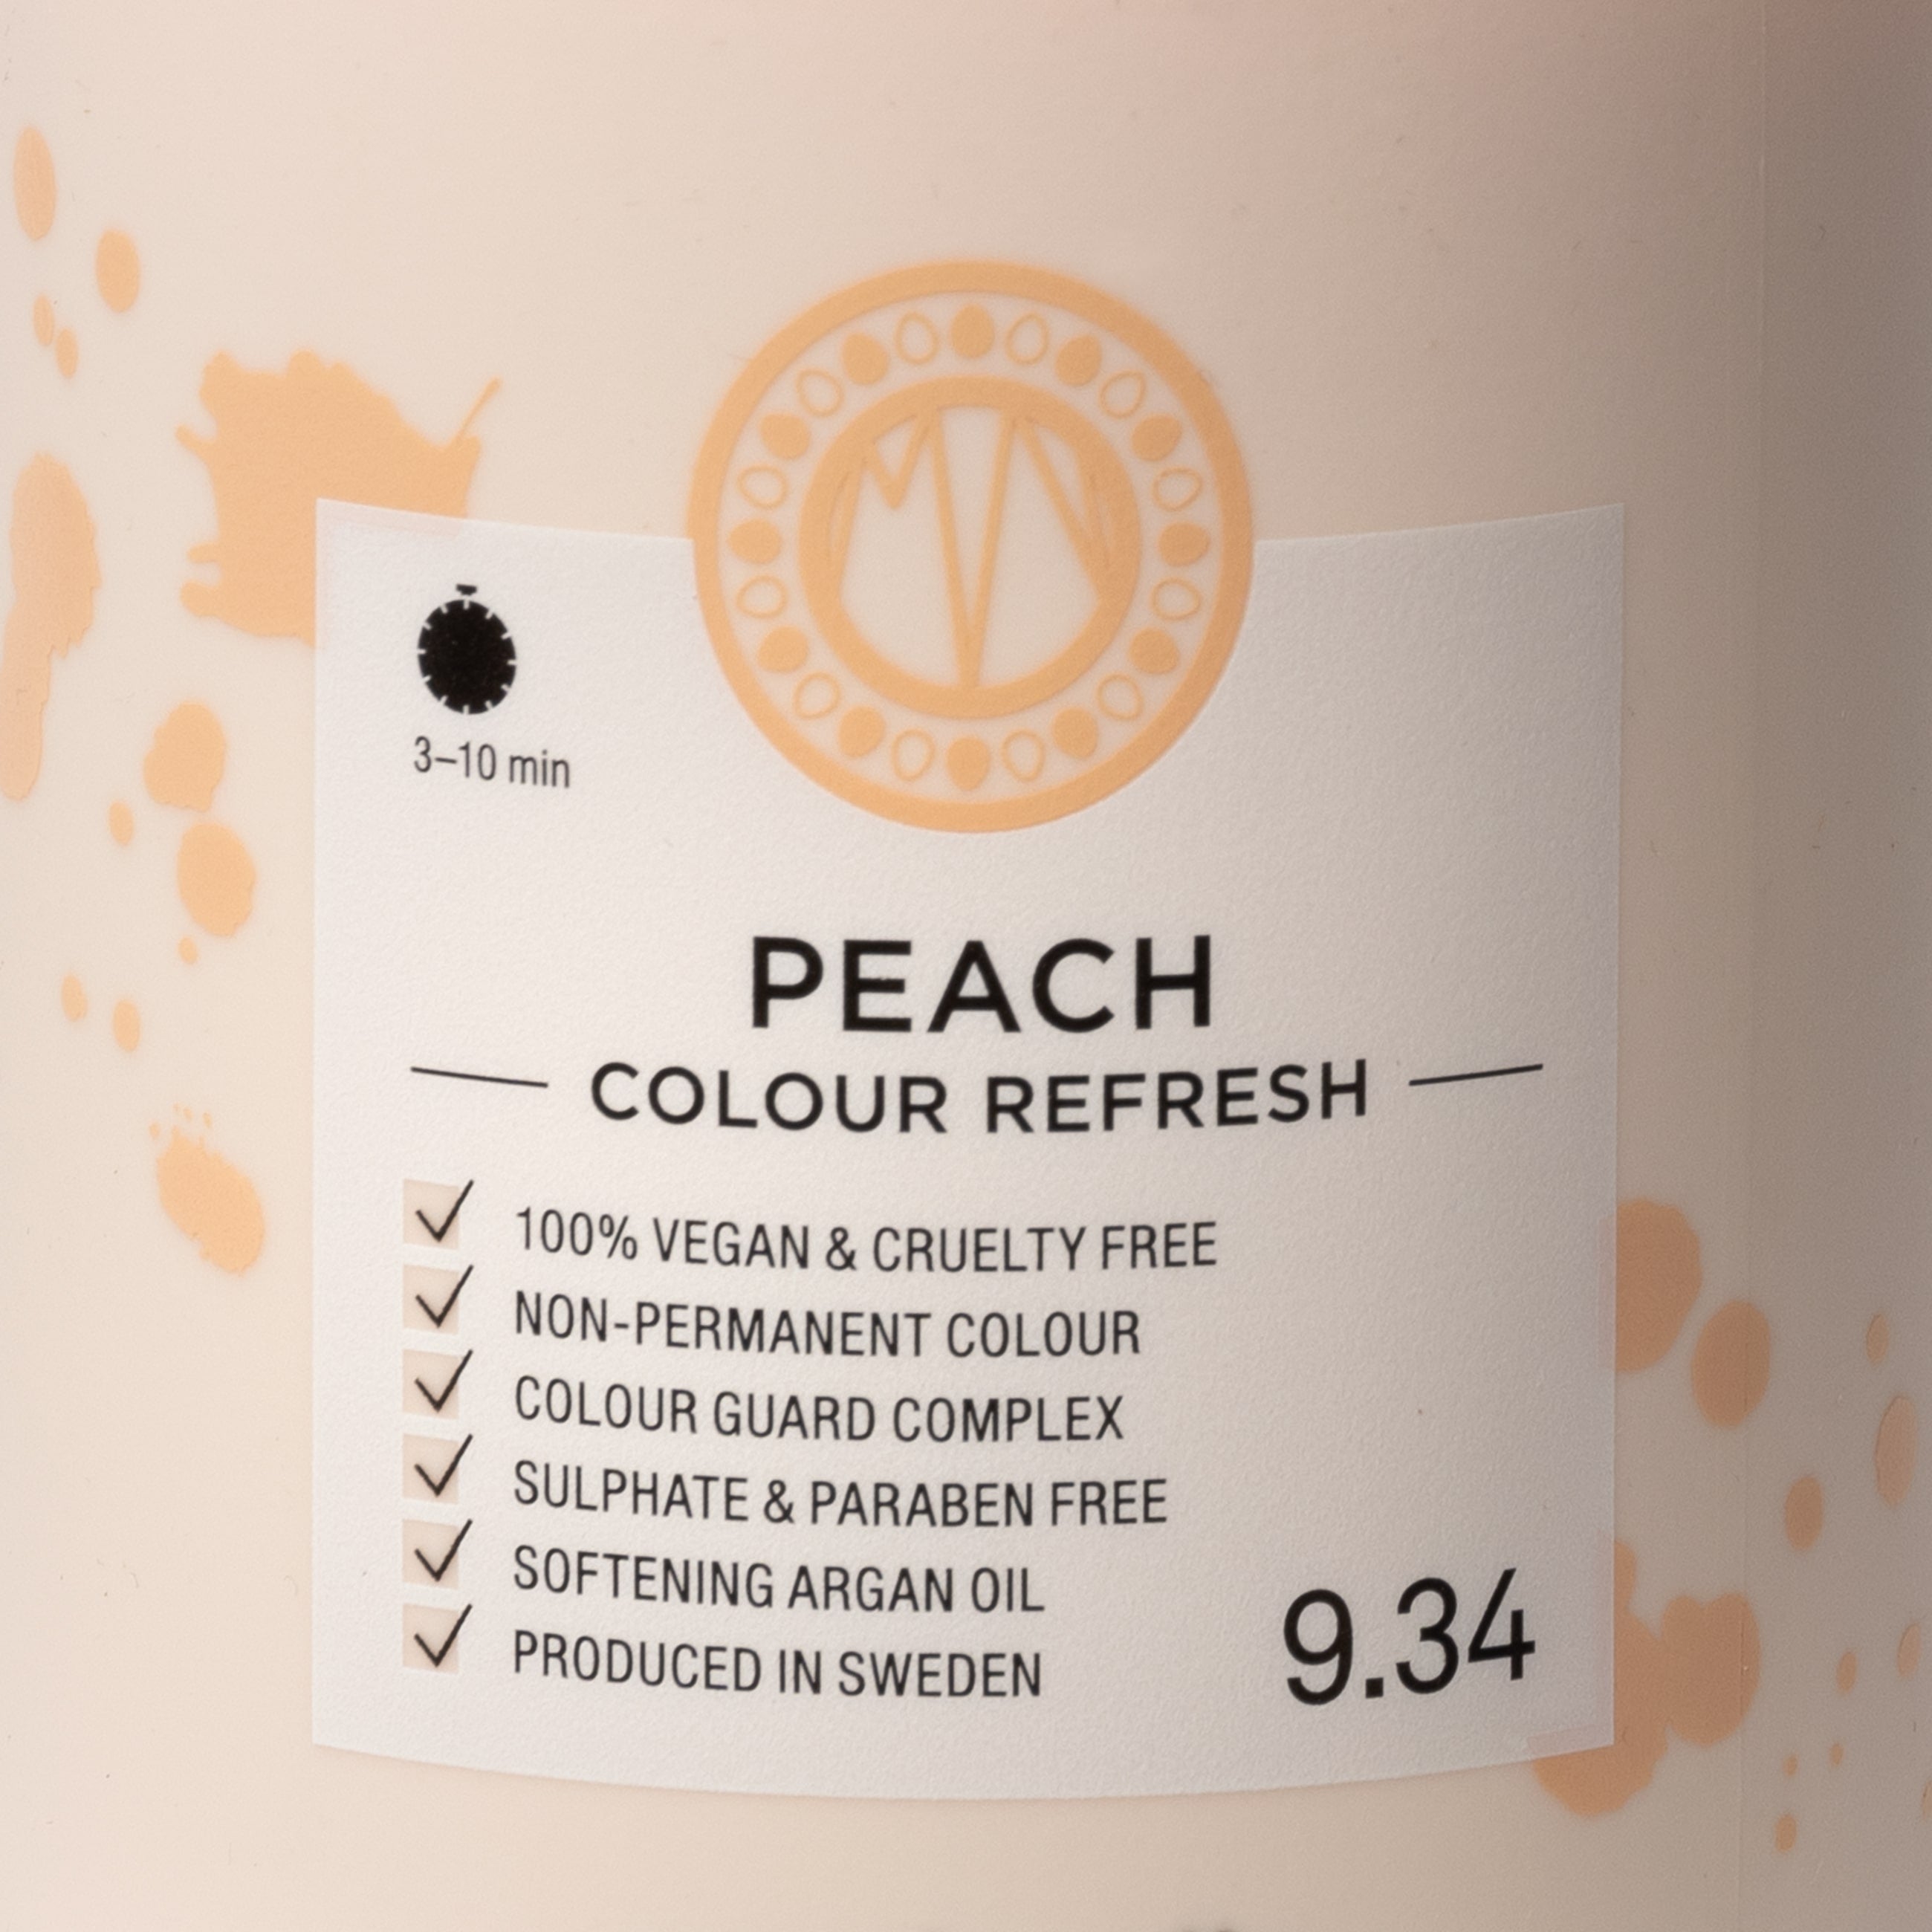 MN
3–10 min
PEACH
COLOUR REFRESH
100% VEGAN & CRUELTY FREE
NON-PERMANENT COLOUR
COLOUR GUARD COMPLEX
SULPHATE & PARABEN FREE
SOFTENING ARGAN OIL
PRODUCED IN SWEDEN
9.34